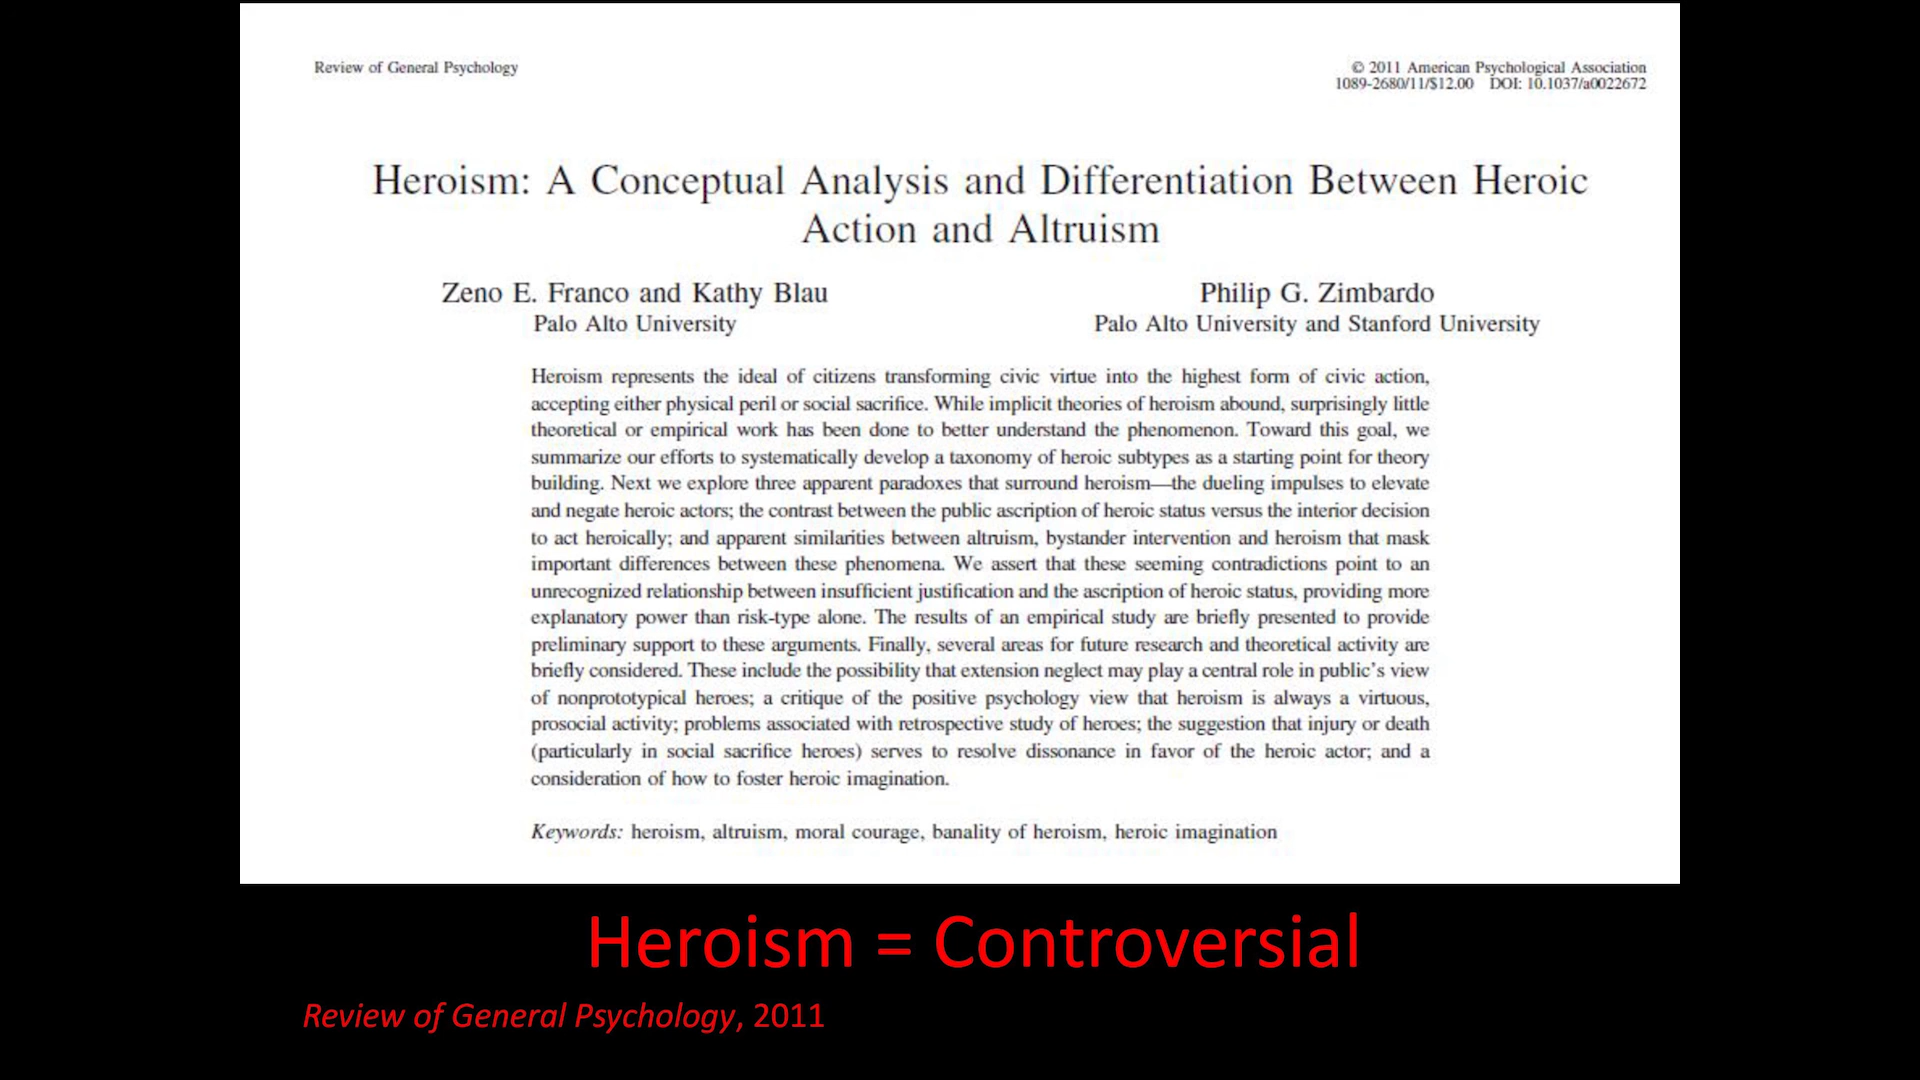 Review of General Psychology
© 2011 American Psychological Association
1089-2680/11/$12.00 DOI: 10.1037/a0022672
Heroism: A Conceptual Analysis and Differentiation Between Heroic
Action and Altruism
Zeno E. Franco and Kathy Blau
Palo Alto University
Philip G. Zimbardo
Palo Alto University and Stanford University
Heroism represents the ideal of citizens transforming civic virtue into the highest form of civic action,
accepting either physical peril or social sacrifice. While implicit theories of heroism abound, surprisingly little
theoretical or empirical work has been done to better understand the phenomenon. Toward this goal, we
summarize our efforts to systematically develop a taxonomy of heroic subtypes as a starting point for theory
building. Next we explore three apparent paradoxes that surround heroism—the dueling impulses to elevate
and negate heroic actors; the contrast between the public ascription of heroic status versus the interior decision
to act heroically; and apparent similarities between altruism, bystander intervention and heroism that mask
important differences between these phenomena. We assert that these seeming contradictions point to an
unrecognized relationship between insufficient justification and the ascription of heroic status, providing more
explanatory power than risk-type alone. The results of an empirical study are briefly presented to provide
preliminary support to these arguments. Finally, several areas for future research and theoretical activity are
briefly considered. These include the possibility that extension neglect may play a central role in public's view
of nonprototypical heroes; a critique of the positive psychology view that heroism is always a virtuous,
prosocial activity; problems associated with retrospective study of heroes; the suggestion that injury or death
(particularly in social sacrifice heroes) serves to resolve dissonance in favor of the heroic actor; and a
consideration of how to foster heroic imagination.
Keywords: heroism, altruism, moral courage, banality of heroism, heroic imagination
Heroism = Controversial
Review of General Psychology, 2011